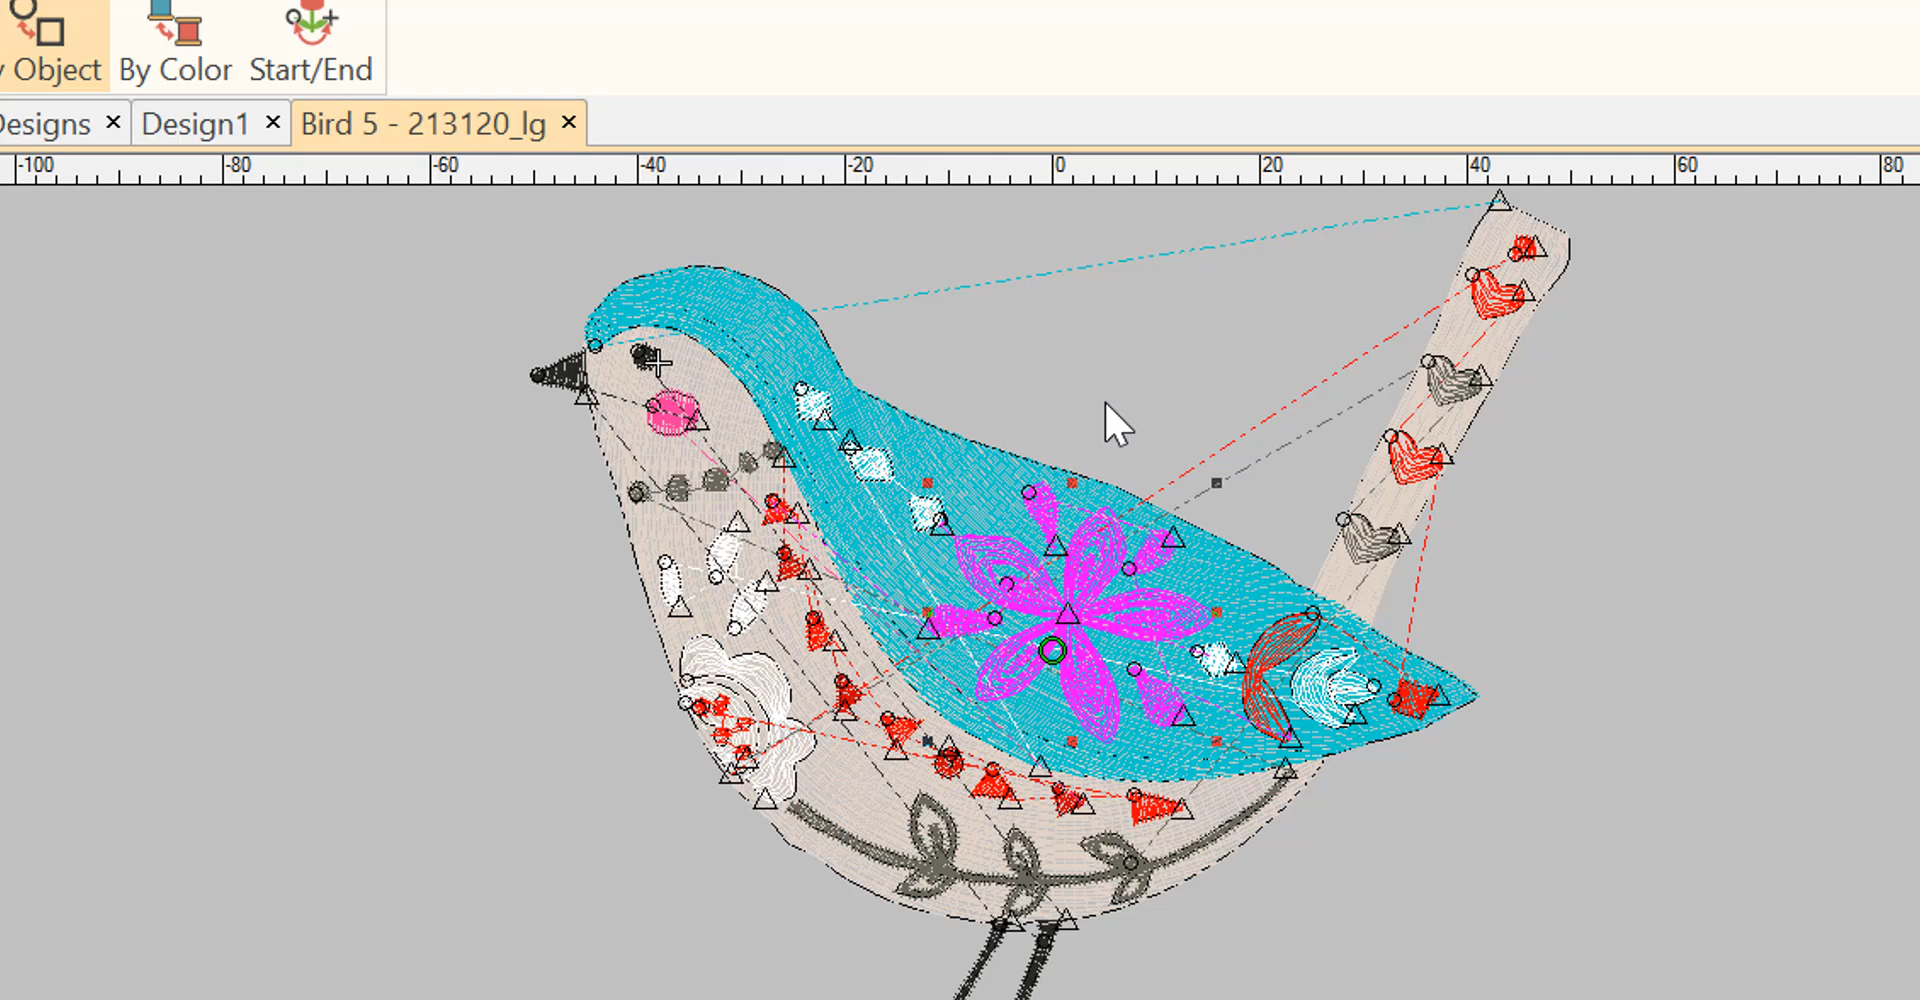 y Object By Color Start/End
Designs × Design1 × Bird 5 - 213120_lg ×
-100 -80 -60 -40 -20 0 20 40 60 80